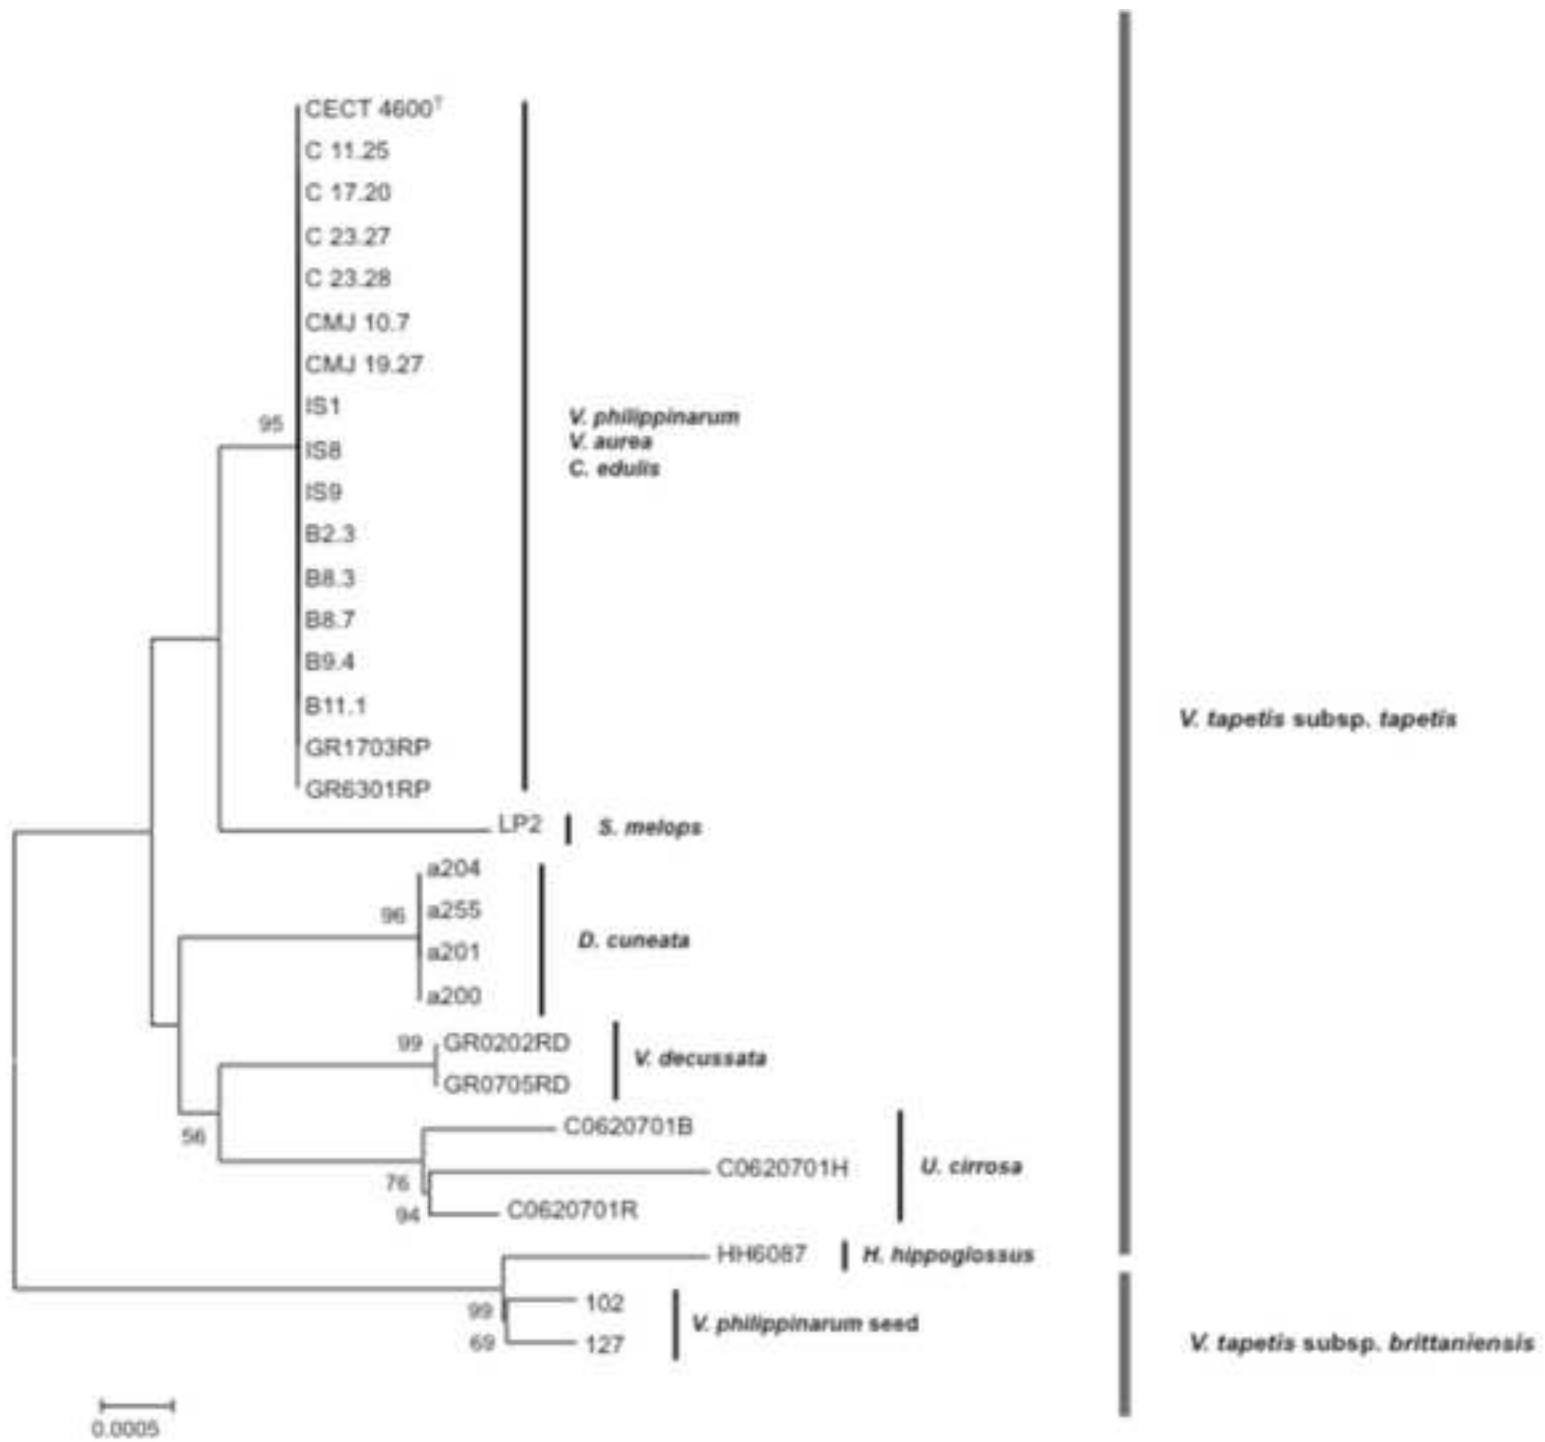 CECT 4600ᵀ
C 11.25
C 17.20
C 23.27
C 23.28
CMJ 10.7
CMJ 19.27
IS1
95
V. philippinarum
V. aurea
C. edulis
IS8
IS9
B2.3
B8.3
B8.7
B9.4
B11.1
V. tapetis subsp. tapetis
GR1703RP
GR6301RP
LP2
S. melops
a204
96
a255
D. cuneata
a201
a200
99
GR0202RD
V. decussata
GR0705RD
56
C0620701B
C0620701H
U. cirrosa
76
94
C0620701R
HH6087
H. hippoglossus
99
102
V. philippinarum seed
69
127
V. tapetis subsp. brittaniensis
0.0005